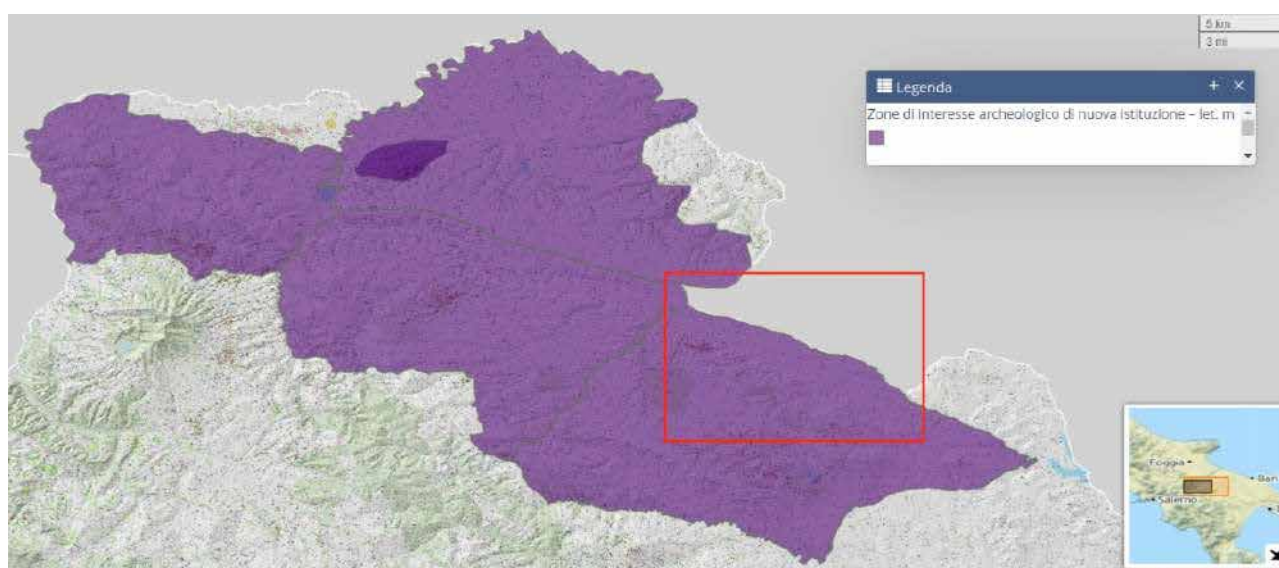 5 km
3 mi
Legenda
Zone di interesse archeologico di nuova istituzione – let. m
Foggia
Bari
Salerno